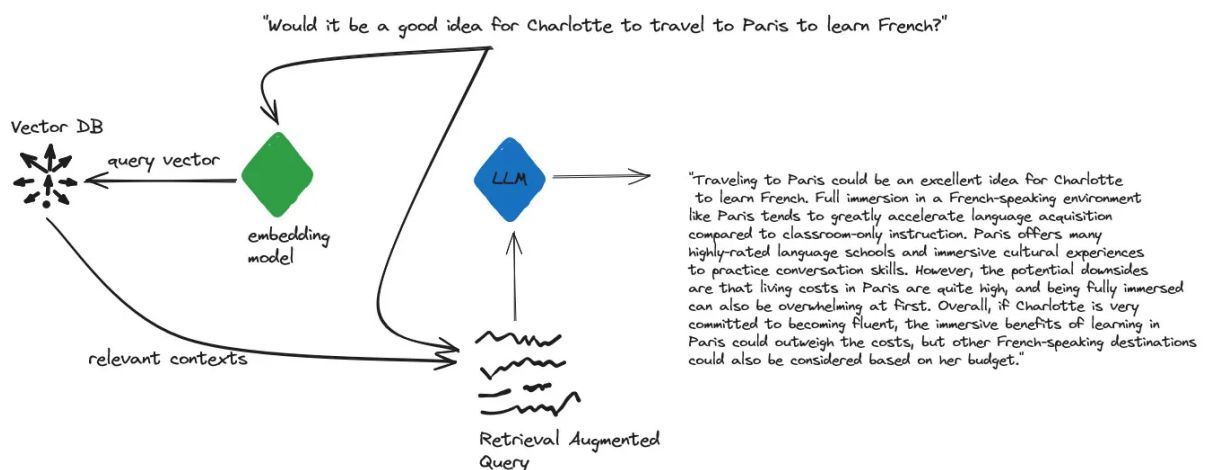 "Would it be a good idea for Charlotte to travel to Paris to learn French?"
Vector DB
query vector
embedding
model
LLM
relevant contexts
Retrieval Augmented
Query
"Traveling to Paris could be an excellent idea for Charlotte
to learn French. Full immersion in a French-speaking environment
like Paris tends to greatly accelerate language acquisition
compared to classroom-only instruction. Paris offers many
highly-rated language schools and immersive cultural experiences
to practice conversation skills. However, the potential downsides
are that living costs in Paris are quite high, and being fully immersed
can also be overwhelming at first. Overall, if Charlotte is very
committed to becoming fluent, the immersive benefits of learning in
Paris could outweigh the costs, but other French-speaking destinations
could also be considered based on her budget."